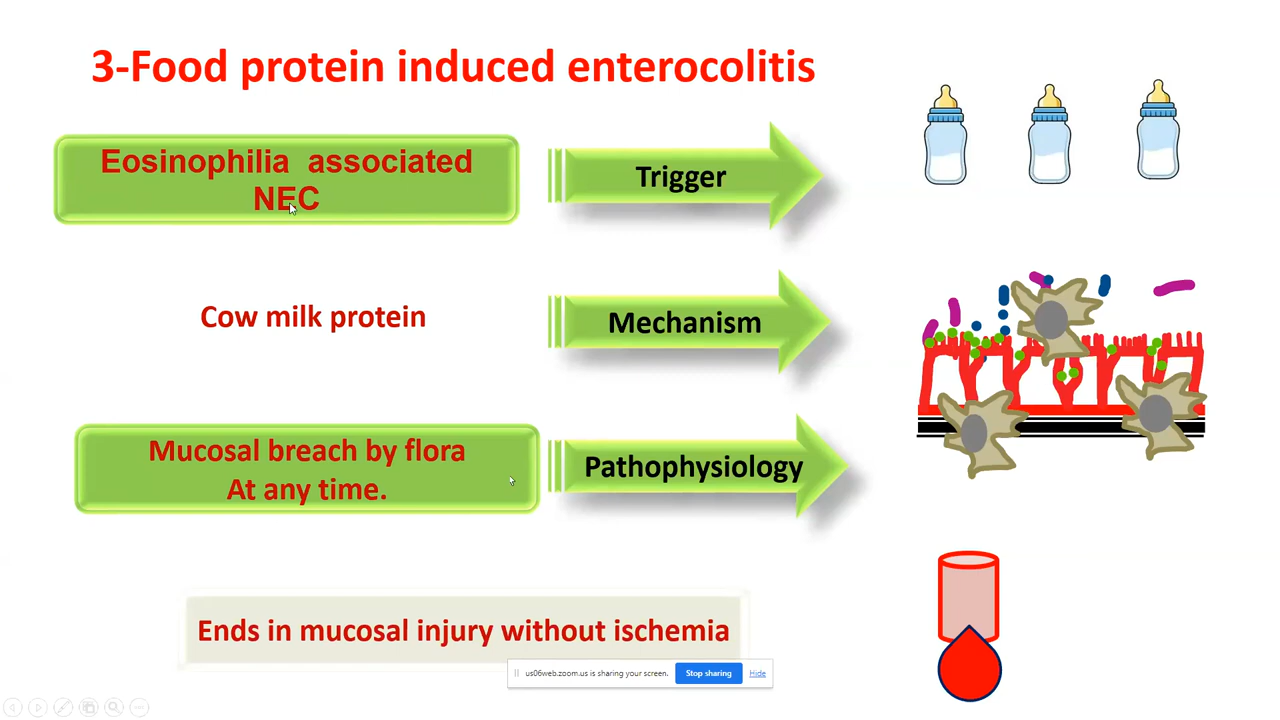 3-Food protein induced enterocolitis
Eosinophilia associated
NEC
Trigger
Cow milk protein
Mechanism
Mucosal breach by flora
At any time.
Pathophysiology
Ends in mucosal injury without ischemia
us06web.zoom.us is sharing your screen.
Stop sharing
Hide